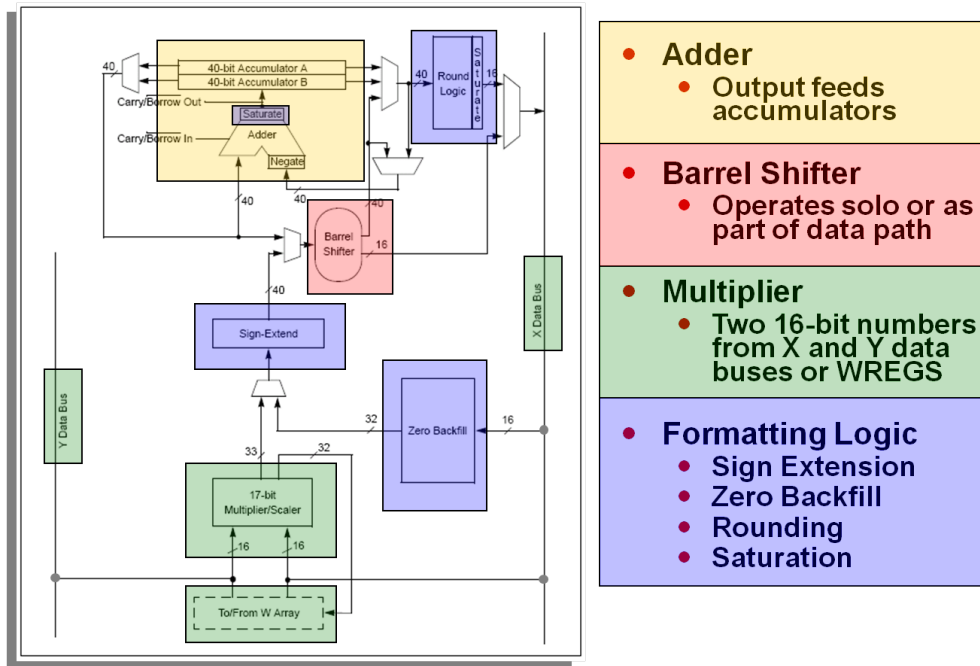 40
40-bit Accumulator A
40-bit Accumulator B
Carry/Borrow Out
Saturate
Carry/Borrow In
Adder
Negate
40
Round
Logic
Saturate
16
40
40
40
Barrel
Shifter
16
40
Sign-Extend
X Data Bus
Y Data Bus
32
Zero Backfill
16
33
32
17-bit
Multiplier/Scaler
16
16
To/From W Array
• Adder
• Output feeds
accumulators
• Barrel Shifter
• Operates solo or as
part of data path
• Multiplier
• Two 16-bit numbers
from X and Y data
buses or WREGS
• Formatting Logic
• Sign Extension
• Zero Backfill
• Rounding
• Saturation